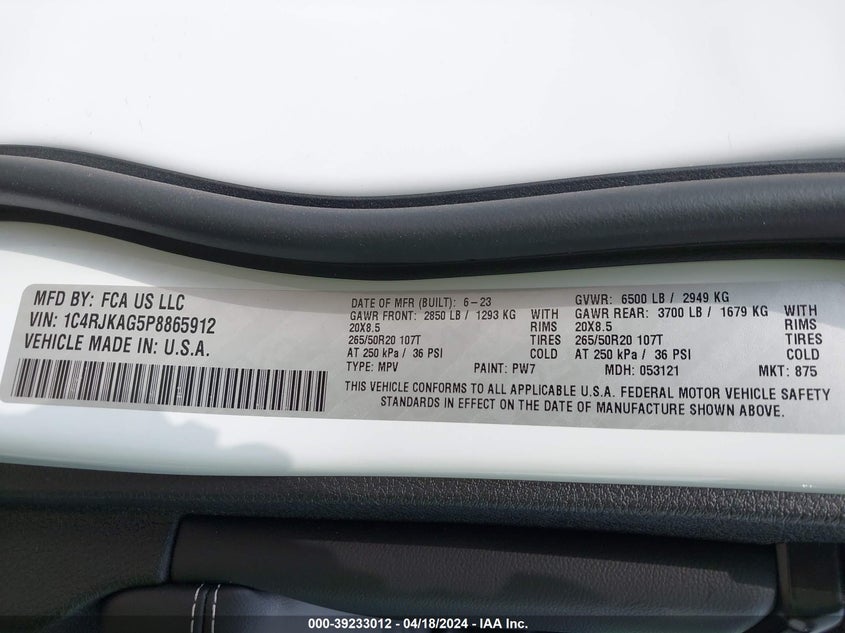 MFD BY: FCA US LLC
VIN: 1C4RJKAG5P8865912
VEHICLE MADE IN: U.S.A.
DATE OF MFR (BUILT): 6-23 GVWR: 6500 LB / 2949 KG
GAWR FRONT: 2850 LB / 1293 KG WITH GAWR REAR: 3700 LB / 1679 KG WITH
20X8.5 RIMS 20X8.5 RIMS
265/50R20 107T TIRES 265/50R20 107T TIRES
AT 250 kPa / 36 PSI COLD AT 250 kPa / 36 PSI COLD
TYPE: MPV PAINT: PW7 MDH: 053121 MKT: 875
THIS VEHICLE CONFORMS TO ALL APPLICABLE U.S.A. FEDERAL MOTOR VEHICLE SAFETY
STANDARDS IN EFFECT ON THE DATE OF MANUFACTURE SHOWN ABOVE.
000-39233012 - 04/18/2024 - IAA Inc.